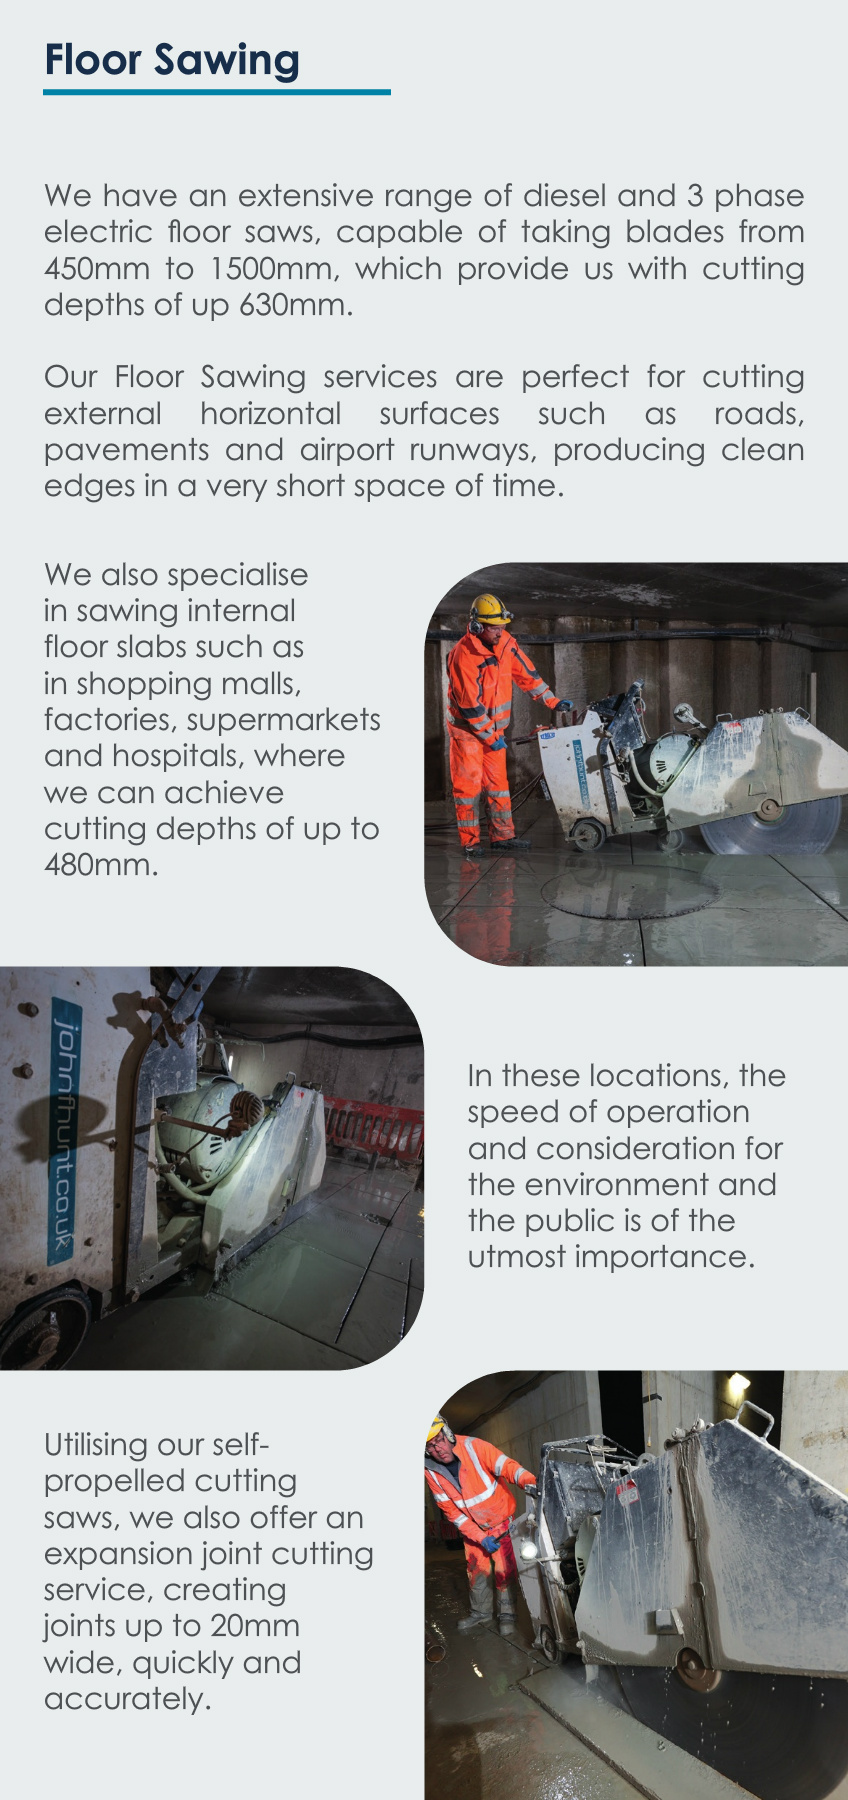 Floor Sawing
We have an extensive range of diesel and 3 phase
electric floor saws, capable of taking blades from
450mm to 1500mm, which provide us with cutting
depths of up 630mm.
Our Floor Sawing services are perfect for cutting
external horizontal surfaces such as roads,
pavements and airport runways, producing clean
edges in a very short space of time.
We also specialise
in sawing internal
floor slabs such as
in shopping malls,
factories, supermarkets
and hospitals, where
we can achieve
cutting depths of up to
480mm.
johnfhunt.co.uk
In these locations, the
speed of operation
and consideration for
the environment and
the public is of the
utmost importance.
Utilising our self-
propelled cutting
saws, we also offer an
expansion joint cutting
service, creating
joints up to 20mm
wide, quickly and
accurately.